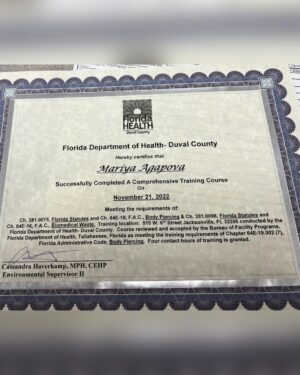 Florida
HEALTH
Duval County
Florida Department of Health- Duval County
Hereby certifies that
Mariya Agapova
Successfully Completed A Comprehensive Training Course
On
November 21, 2022
Meeting the requirements of:
Ch. 381.0075, Florida Statutes and 64E-19, F.A.C., Body Piercing & Ch. 381.0098, Florida Statutes and
Ch. 64E-16, F.A.C., Biomedical Waste. Training location: 515 W. 6th Street Jacksonville, FL 32206 conducted by the
Florida Department of Health- Duval County. Course reviewed and accepted by the Bureau of Facility Programs,
Florida Department of Health, Tallahassee, Florida as meeting the training requirements of Chapter 64E-19.002 (7),
Florida Administrative Code, Body Piercing. Four contact hours of training is granted.
Cassandra Haverkamp, MPH, CEHP
Environmental Supervisor II